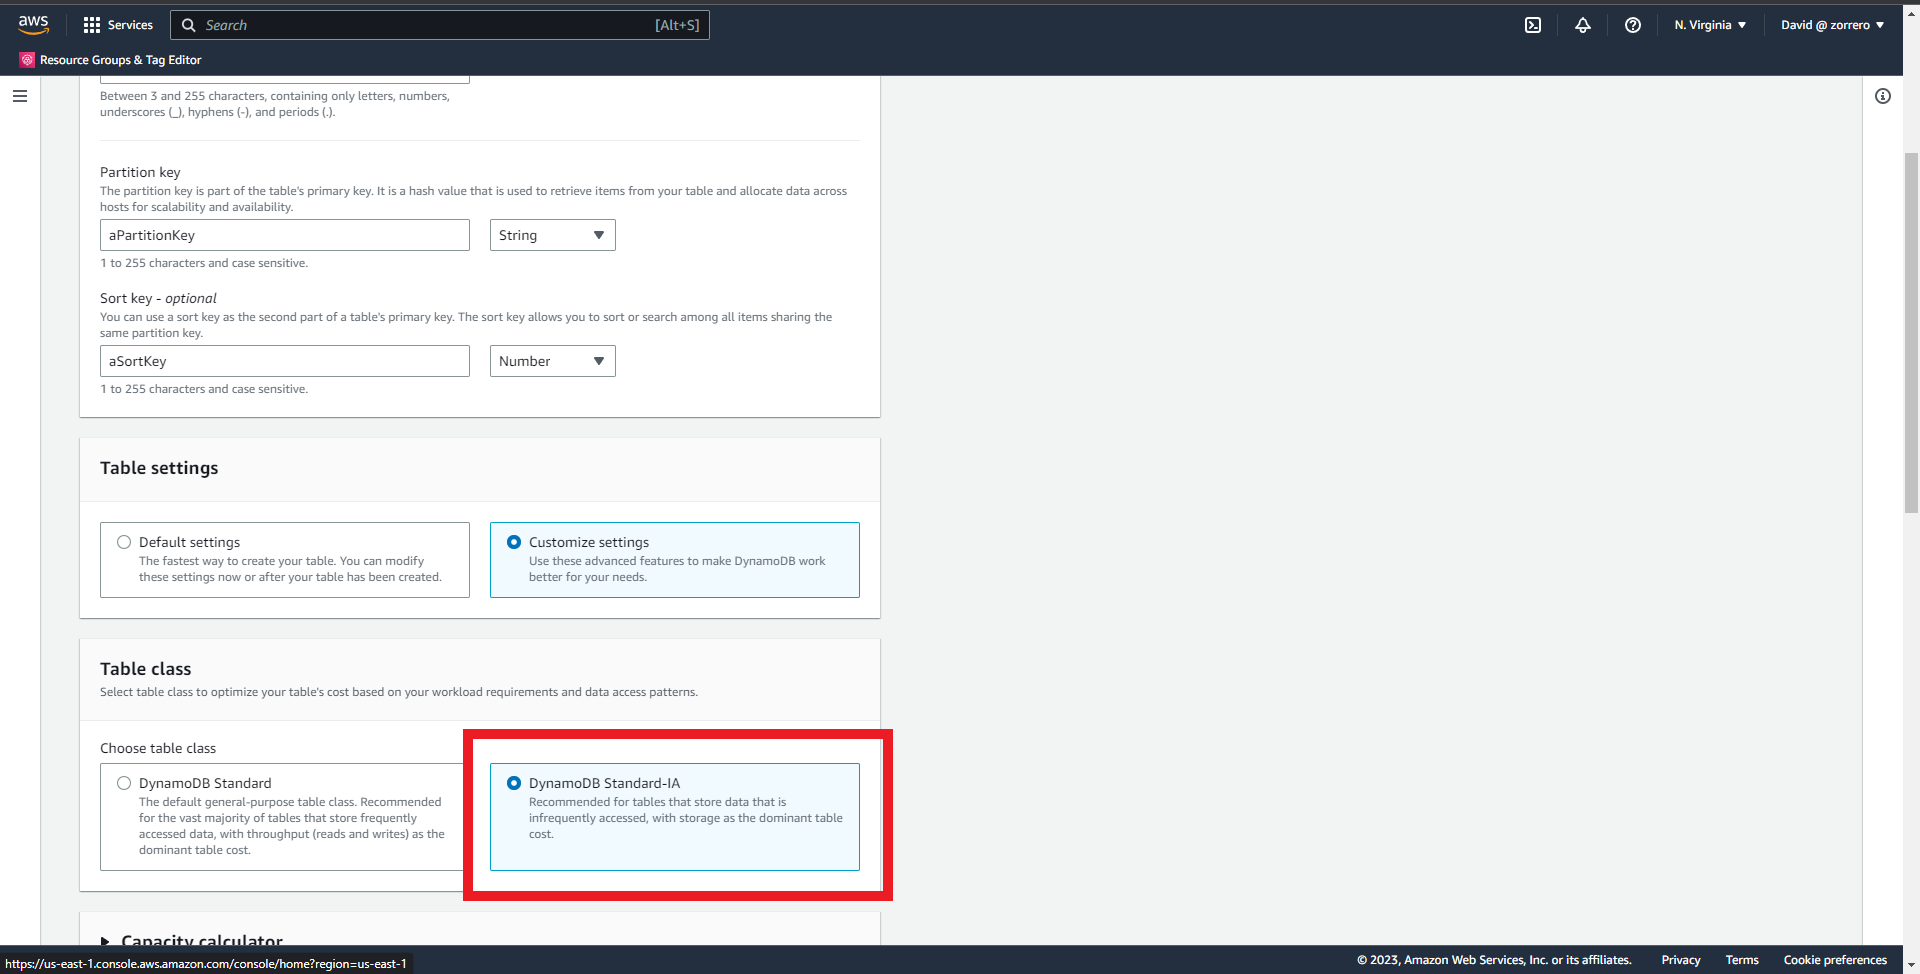 aws
Services
Search
[Alt+S]
N. Virginia
David @ zorrero
Resource Groups & Tag Editor
Between 3 and 255 characters, containing only letters, numbers,
underscores (_), hyphens (-), and periods (.).
Partition key
The partition key is part of the table's primary key. It is a hash value that is used to retrieve items from your table and allocate data across
hosts for scalability and availability.
aPartitionKey
String
1 to 255 characters and case sensitive.
Sort key - optional
You can use a sort key as the second part of a table's primary key. The sort key allows you to sort or search among all items sharing the
same partition key.
aSortKey
Number
1 to 255 characters and case sensitive.
Table settings
Default settings
The fastest way to create your table. You can modify
these settings now or after your table has been created.
Customize settings
Use these advanced features to make DynamoDB work
better for your needs.
Table class
Select table class to optimize your table's cost based on your workload requirements and data access patterns.
Choose table class
DynamoDB Standard
The default general-purpose table class. Recommended
for the vast majority of tables that store frequently
accessed data, with throughput (reads and writes) as the
dominant table cost.
DynamoDB Standard-IA
Recommended for tables that store data that is
infrequently accessed, with storage as the dominant table
cost.
Capacity calculator
https://us-east-1.console.aws.amazon.com/console/home?region=us-east-1
© 2023, Amazon Web Services, Inc. or its affiliates.
Privacy
Terms
Cookie preferences